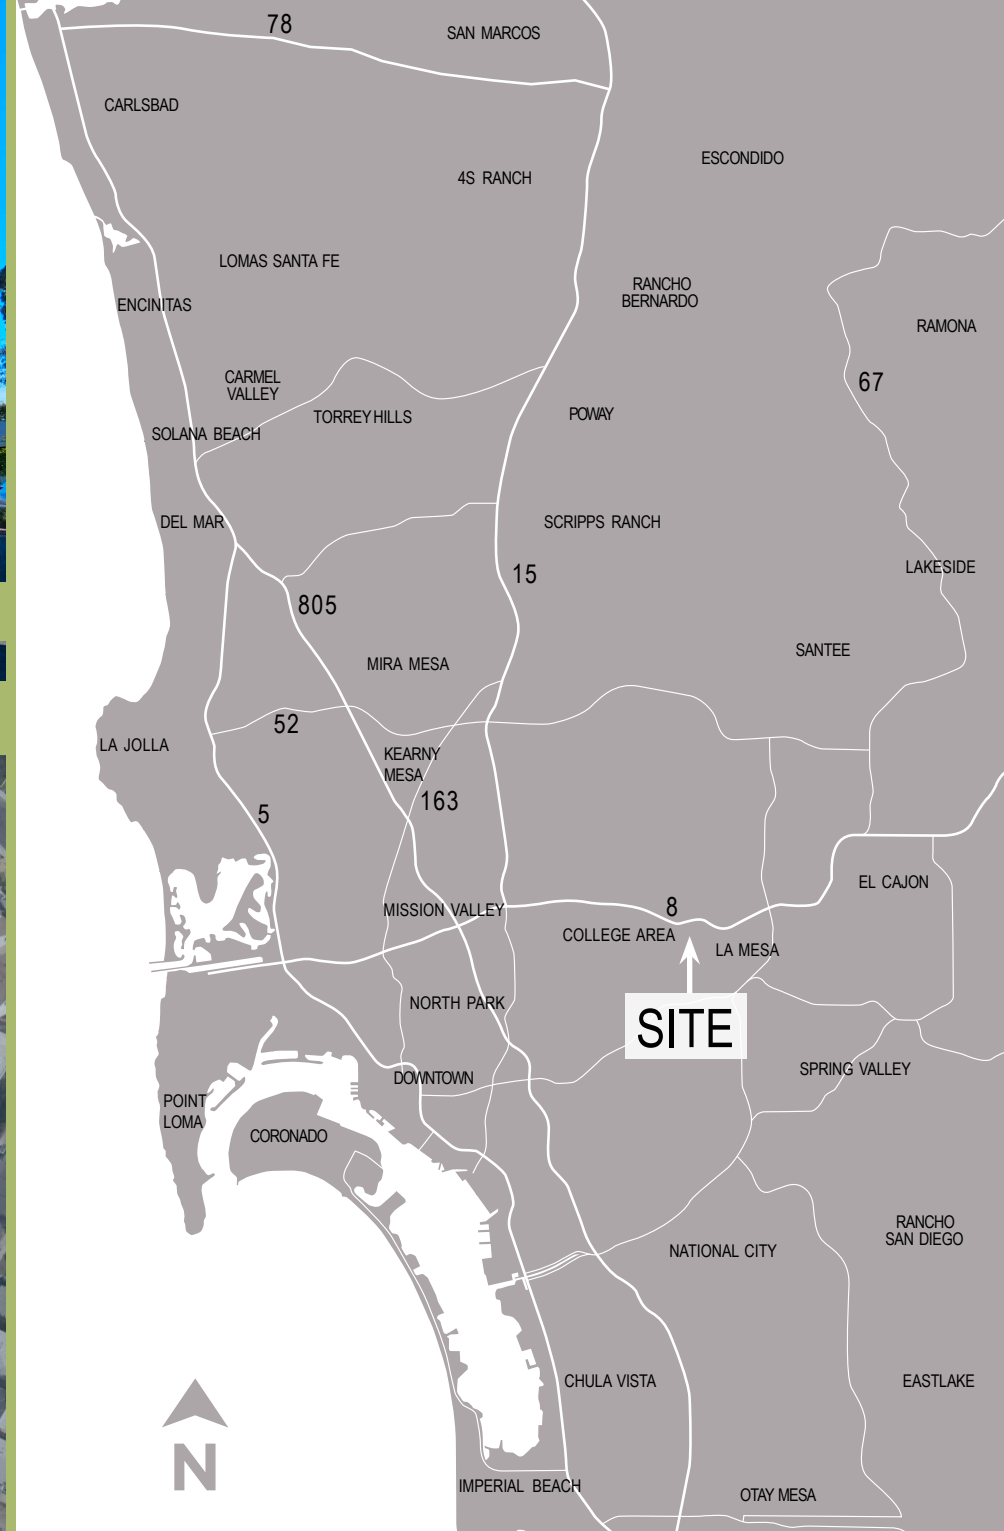 78
SAN MARCOS
CARLSBAD
ESCONDIDO
4S RANCH
LOMAS SANTA FE
RANCHO
BERNARDO
ENCINITAS
RAMONA
CARMEL
VALLEY
67
TORREY HILLS
POWAY
SOLANA BEACH
DEL MAR
SCRIPPS RANCH
LAKESIDE
15
805
SANTEE
MIRA MESA
52
LA JOLLA
KEARNY
MESA
163
5
EL CAJON
MISSION VALLEY
8
COLLEGE AREA
LA MESA
NORTH PARK
SITE
SPRING VALLEY
DOWNTOWN
POINT
LOMA
CORONADO
RANCHO
SAN DIEGO
NATIONAL CITY
CHULA VISTA
EASTLAKE
N
IMPERIAL BEACH
OTAY MESA